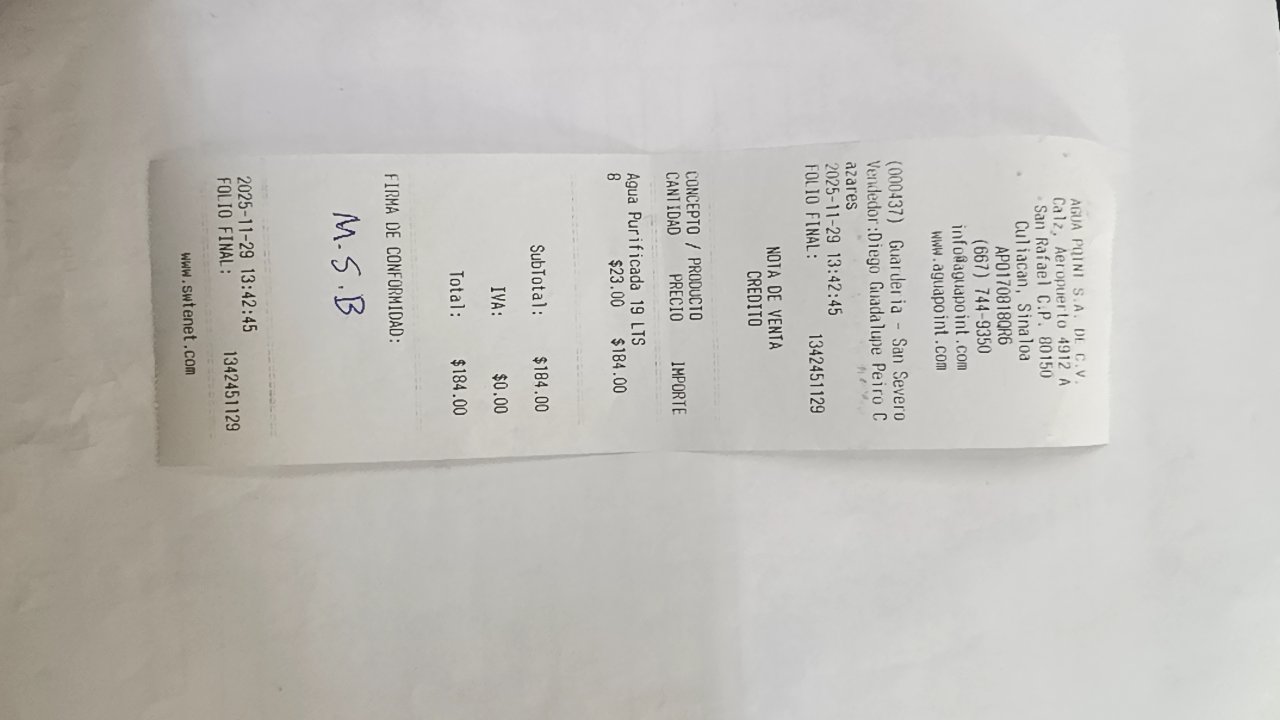 AGUA POINT S.A. DE C.V.
Calz. Aeropuerto 4912 A
San Rafael C.P. 80150
Culiacan, Sinaloa
APO170818QR6
(667) 744-9350
info@aguapoint.com
www.aguapoint.com
(000437) Guarderia - San Severo
Vendedor:Diego Guadalupe Peiro C
azares
2025-11-29 13:42:45
FOLIO FINAL: 1342451129
NOTA DE VENTA
CREDITO
CONCEPTO / PRODUCTO
CANTIDAD PRECIO IMPORTE
Agua Purificada 19 LTS
8 $23.00 $184.00
SubTotal: $184.00
IVA: $0.00
Total: $184.00
FIRMA DE CONFORMIDAD:
M.S.B
2025-11-29 13:42:45
FOLIO FINAL: 1342451129
www.swtenet.com